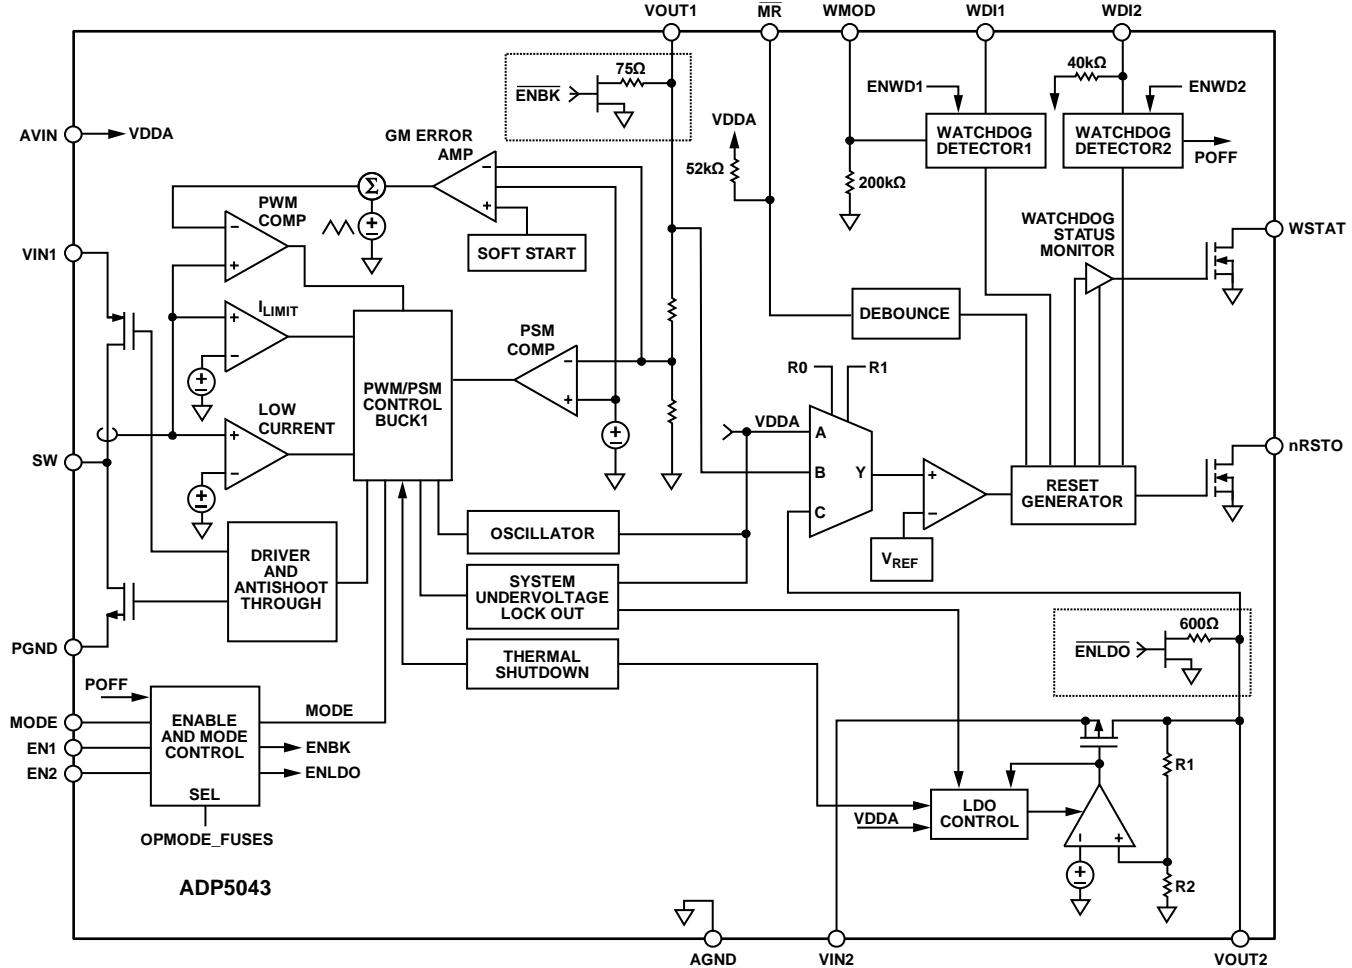 VOUT1
MR
WMOD
WDI1
WDI2
75Ω
ENBK
40kΩ
ENWD1
ENWD2
AVIN
VDDA
GM ERROR
AMP
VDDA
WATCHDOG
DETECTOR1
WATCHDOG
DETECTOR2
POFF
52kΩ
200kΩ
Σ
PWM
COMP
SOFT START
WATCHDOG
STATUS
MONITOR
WSTAT
VIN1
ILIMIT
DEBOUNCE
PSM
COMP
PWM/PSM
CONTROL
BUCK1
R0
R1
LOW
CURRENT
VDDA
A
B
C
Y
nRSTO
SW
RESET
GENERATOR
OSCILLATOR
VREF
DRIVER
AND
ANTISHOOT
THROUGH
SYSTEM
UNDERVOLTAGE
LOCK OUT
600Ω
ENLDO
PGND
THERMAL
SHUTDOWN
POFF
MODE
EN1
EN2
ENABLE
AND MODE
CONTROL
SEL
MODE
ENBK
ENLDO
OPMODE_FUSES
R1
LDO
CONTROL
VDDA
R2
ADP5043
AGND
VIN2
VOUT2